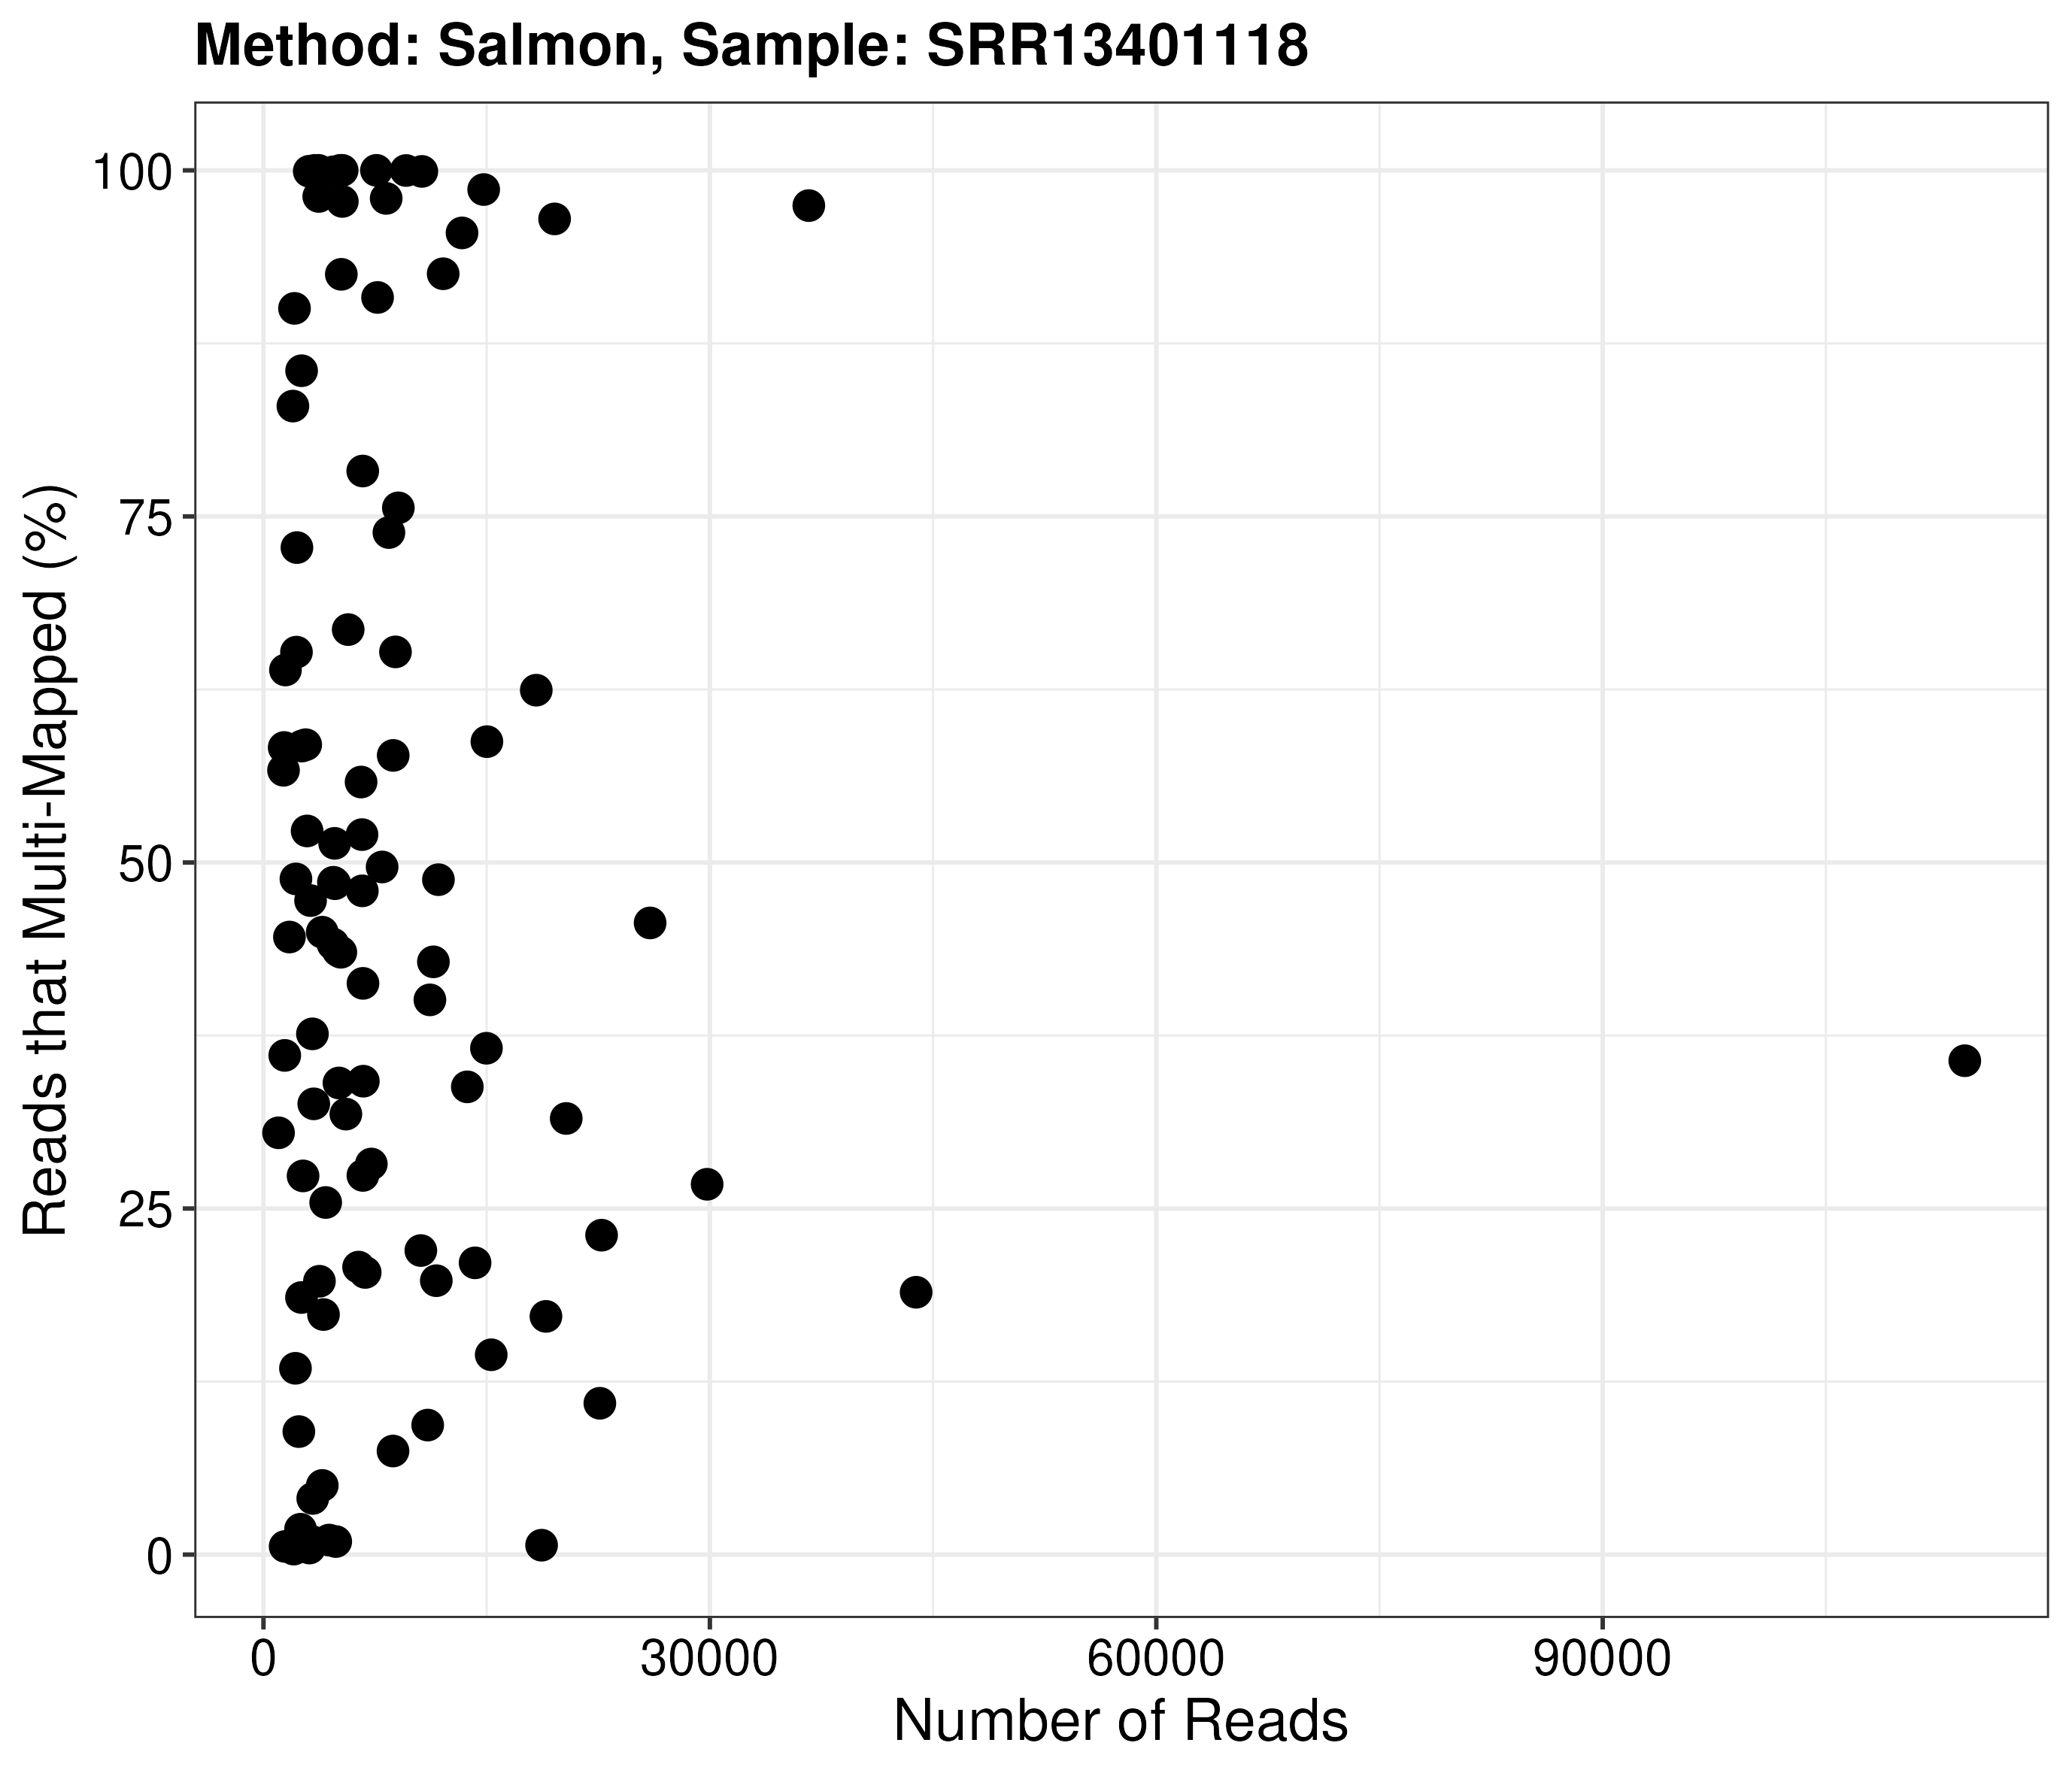 Method: Salmon, Sample: SRR13401118
Reads that Multi-Mapped (%)
100
75
50
25
0
0 30000 60000 90000
Number of Reads